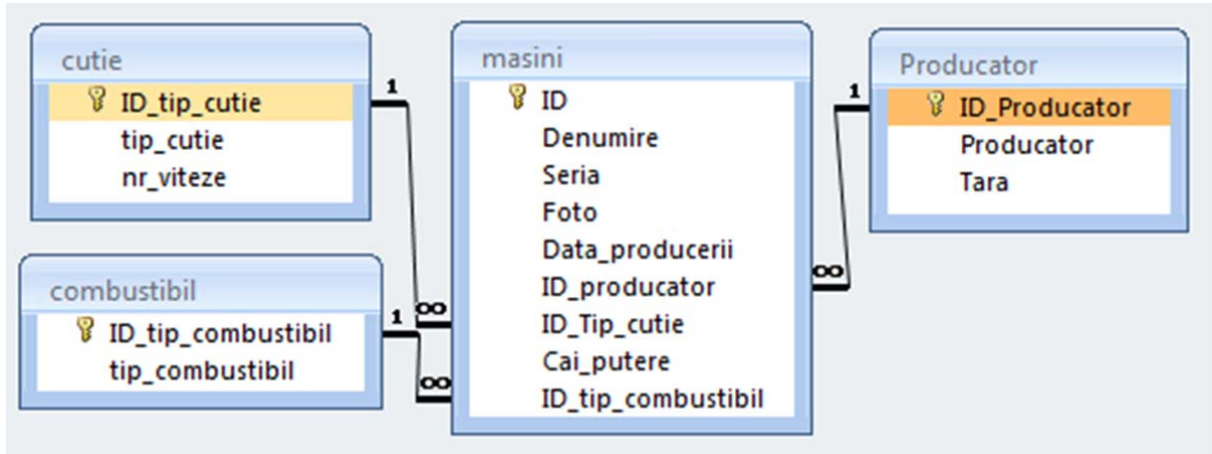 cutie
ID_tip_cutie
tip_cutie
nr_viteze
1
∞
combustibil
ID_tip_combustibil
tip_combustibil
1
∞
masini
ID
Denumire
Seria
Foto
Data_producerii
ID_producator
ID_Tip_cutie
Cai_putere
ID_tip_combustibil
Producator
ID_Producator
Producator
Tara
1
∞